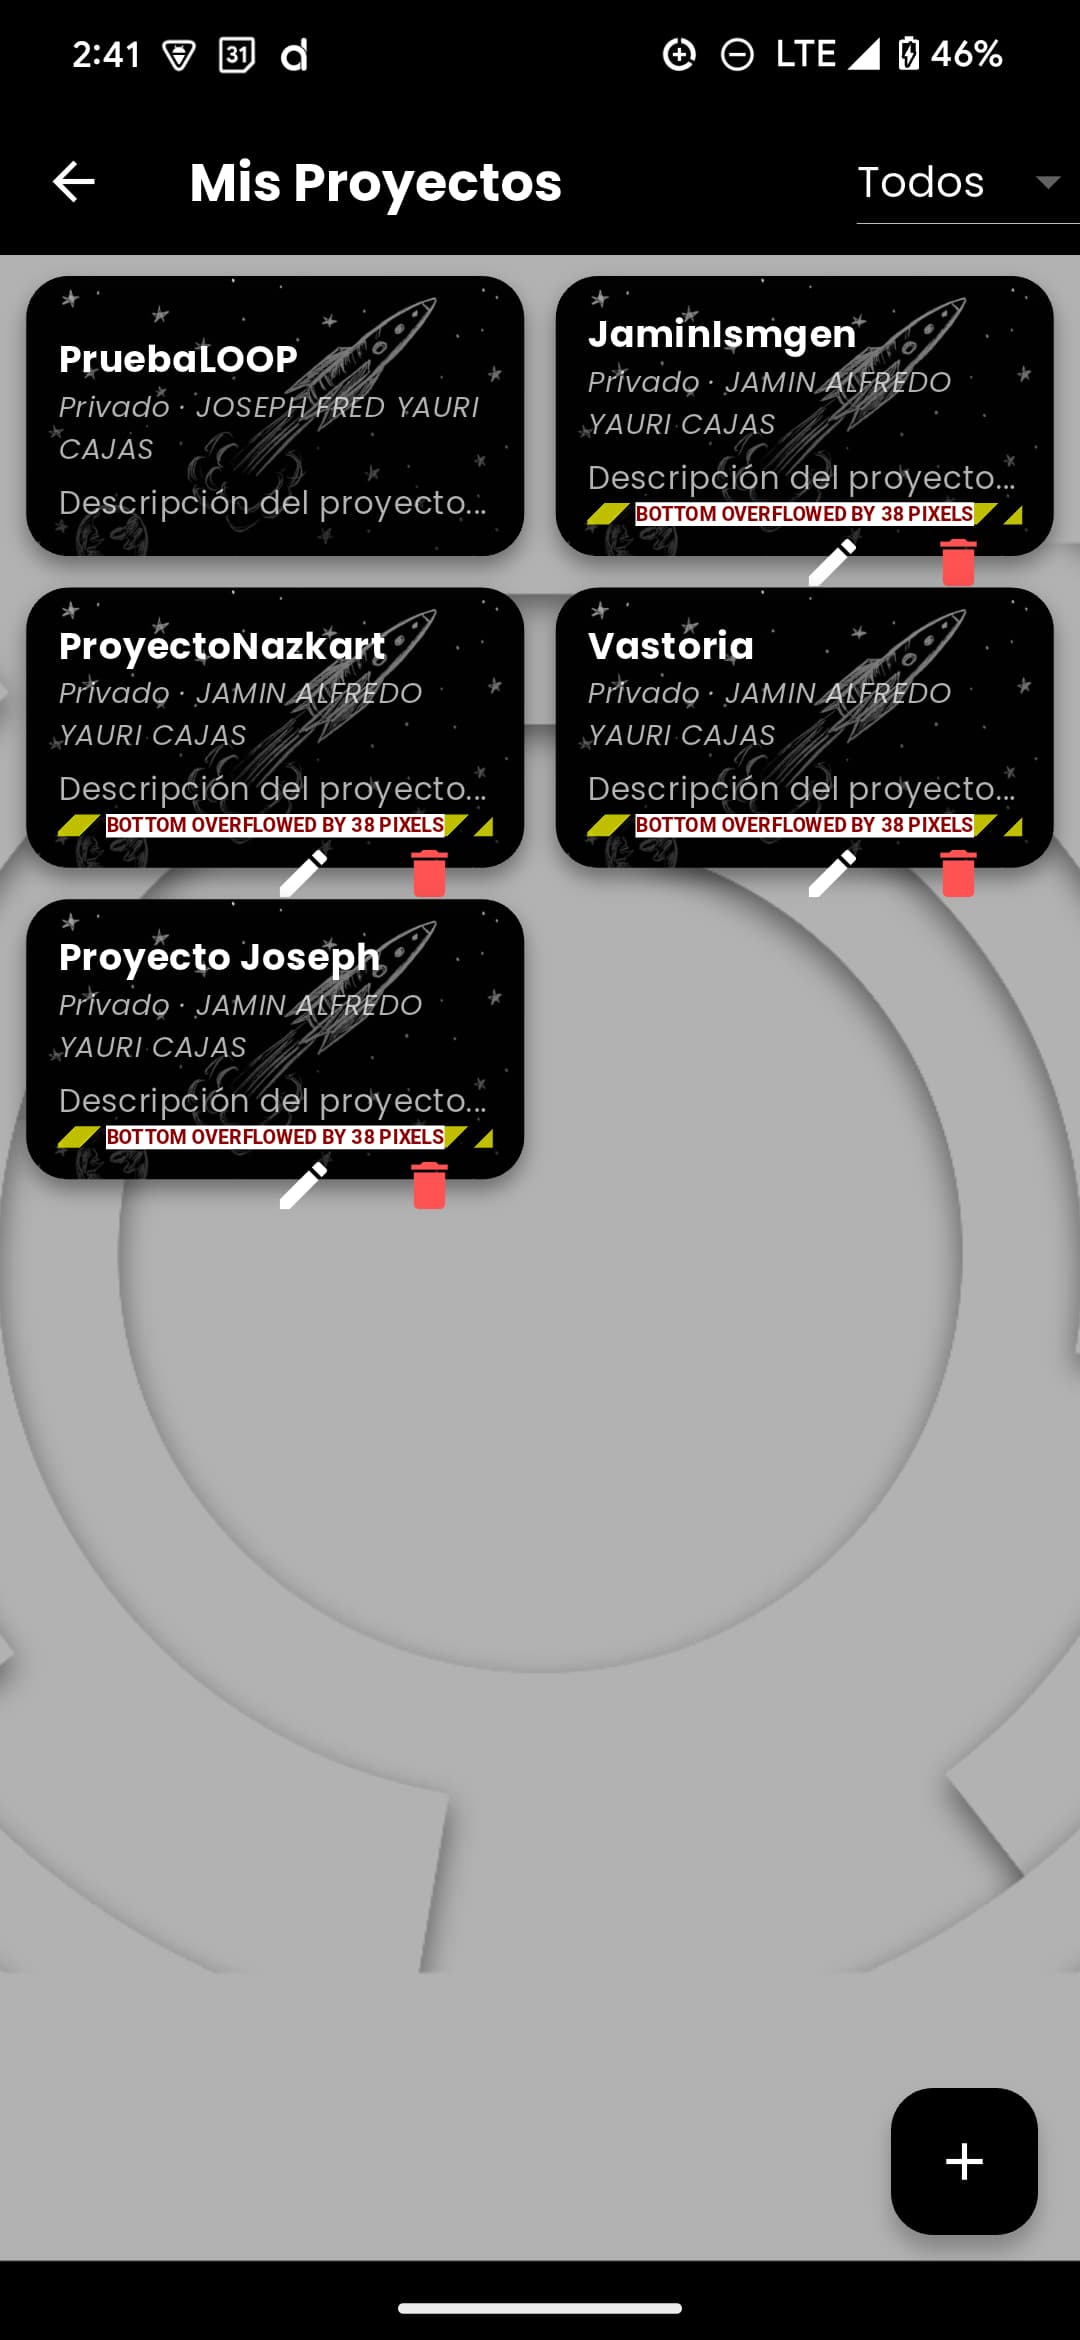 2:41 31 LTE 46%
Mis Proyectos Todos
PruebaLOOP
Privado · JOSEPH FRED YAURI
CAJAS
Descripción del proyecto...
JaminIsmgen
Privado · JAMIN ALFREDO
YAURI CAJAS
Descripción del proyecto...
BOTTOM OVERFLOWED BY 38 PIXELS
ProyectoNazkart
Privado · JAMIN ALFREDO
YAURI CAJAS
Descripción del proyecto...
BOTTOM OVERFLOWED BY 38 PIXELS
Vastoria
Privado · JAMIN ALFREDO
YAURI CAJAS
Descripción del proyecto...
BOTTOM OVERFLOWED BY 38 PIXELS
Proyecto Joseph
Privado · JAMIN ALFREDO
YAURI CAJAS
Descripción del proyecto...
BOTTOM OVERFLOWED BY 38 PIXELS